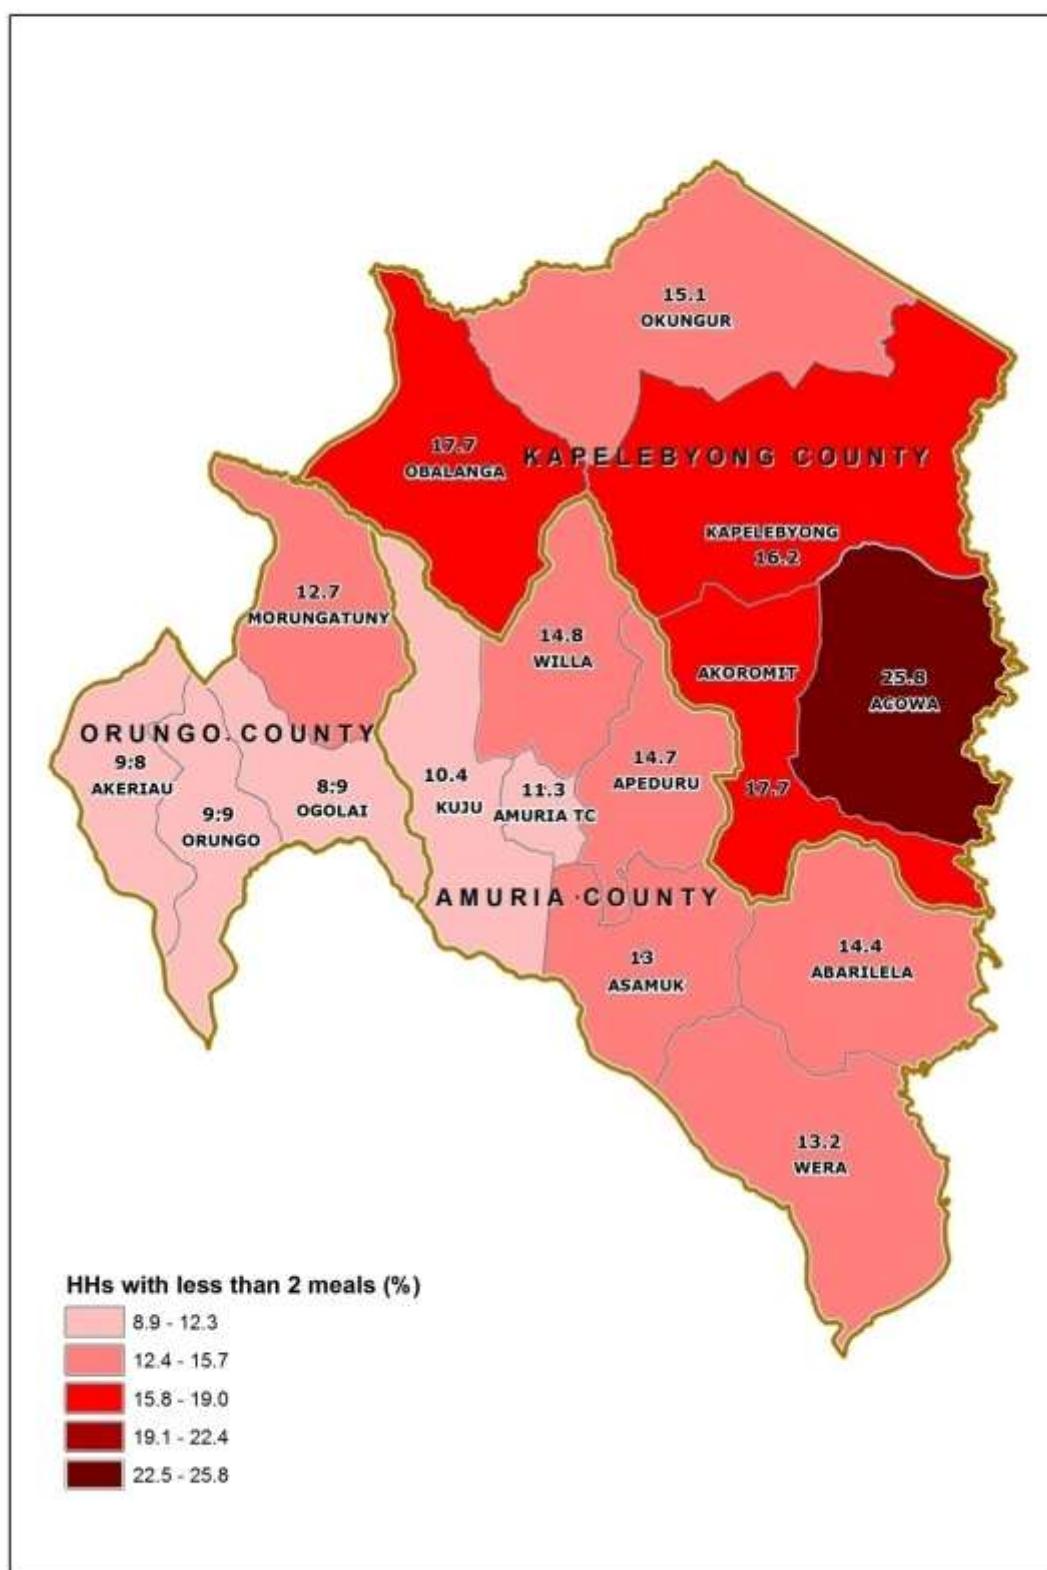 15.1
OKUNGUR
17.7
OBALANGA
KAPELEBYONG COUNTY
KAPELEBYONG
16.2
12.7
MORUNGATUNY
14.8
WILLA
AKOROMIT
17.7
25.8
ACOWA
ORUNGO COUNTY
9:8
AKERIAU
9:9
ORUNGO
8:9
OGOLAI
10.4
KUJU
11.3
AMURIA TC
14.7
APEDURU
AMURIA COUNTY
13
ASAMUK
14.4
ABARILELA
13.2
WERA
HHs with less than 2 meals (%)
8.9 - 12.3
12.4 - 15.7
15.8 - 19.0
19.1 - 22.4
22.5 - 25.8